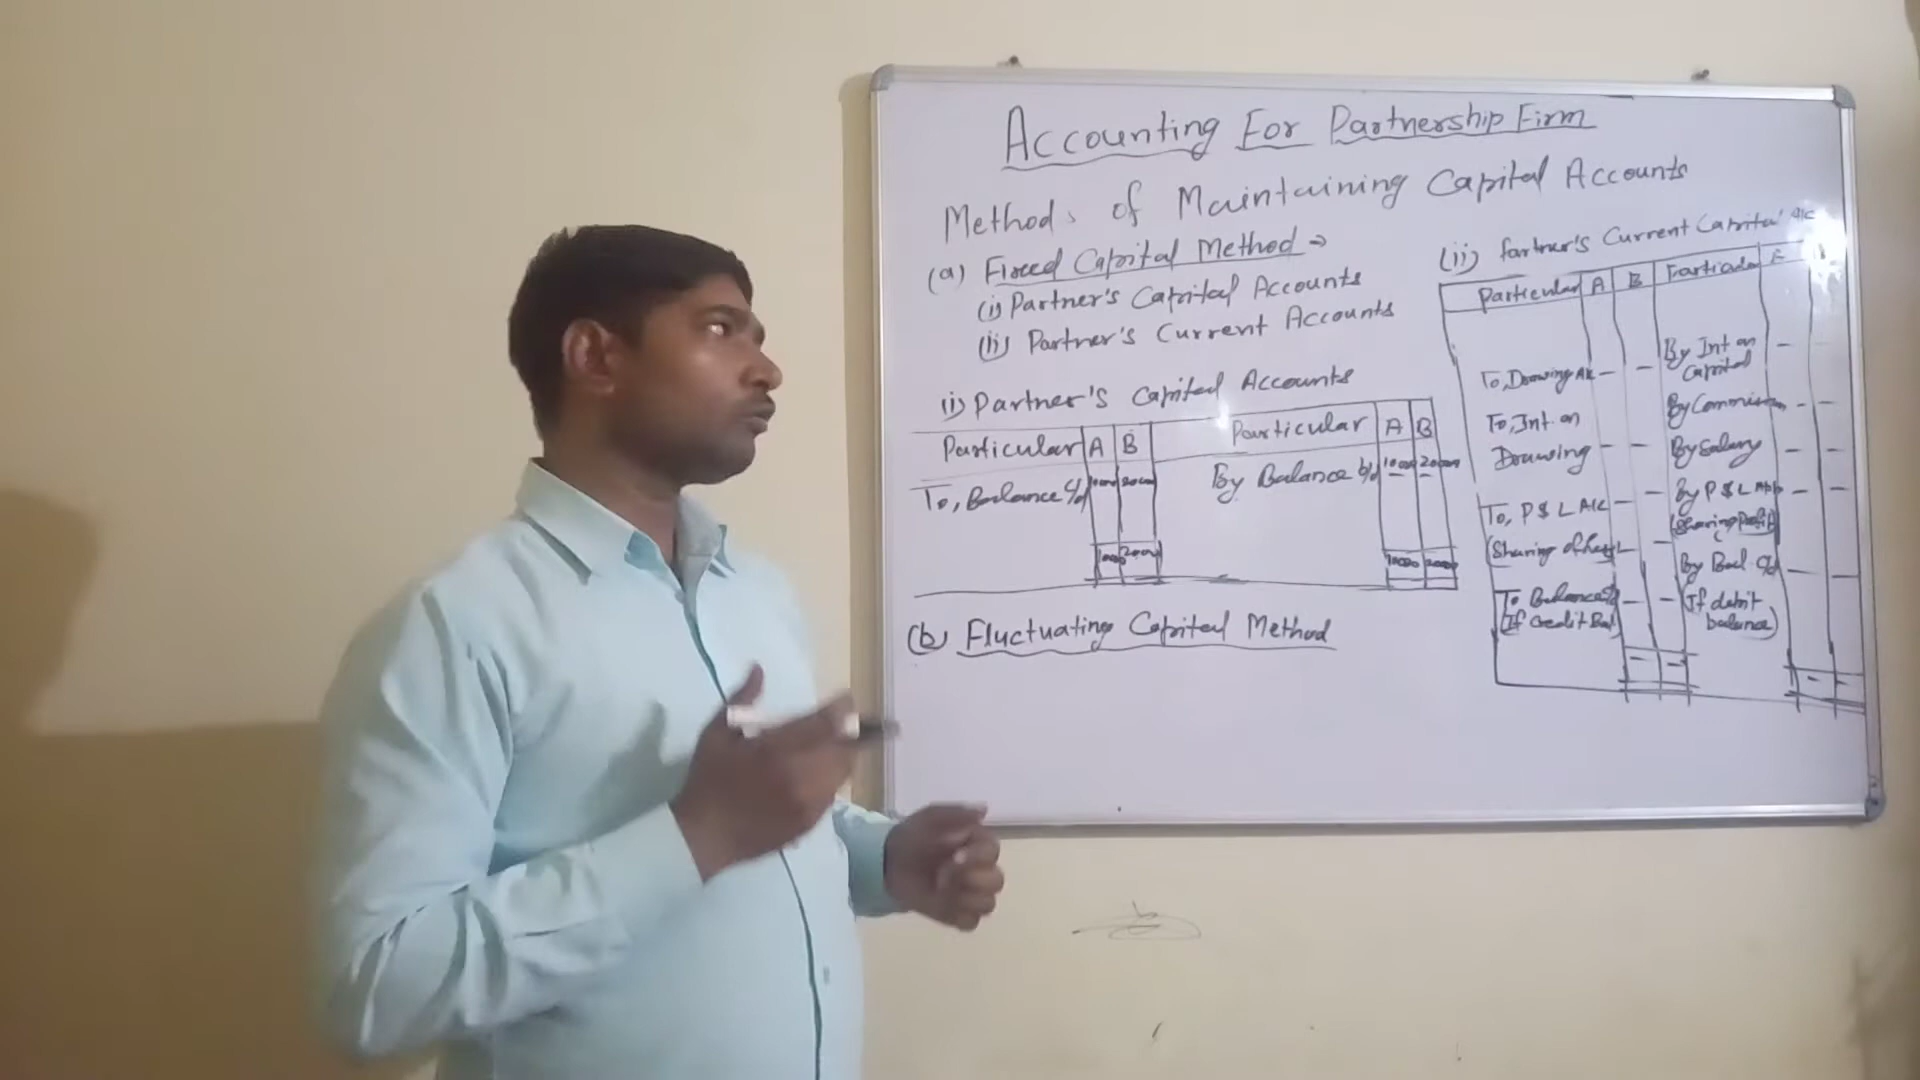 Accounting For Partnership Firm
Methods of Maintaining Capital Accounts
(a) Fixed Capital Method →
(i) Partner's Capital Accounts
(ii) Partner's Current Accounts
(i) Partner's Capital Accounts
Particular A B Particular A B
To, Balance c/d By Balance b/d
(b) Fluctuating Capital Method
(ii) Partner's Current Capital A/c
Particular A B Particular
By Int on
Capital
To, Drawing A/c
By Commission
To, Int on
Drawing
By Salary
By P & L App
To, P & L A/c
(Sharing Profit)
(Sharing of
By Bal c/d
To Balance c/d
(If debit
balance)
(If credit Bal)